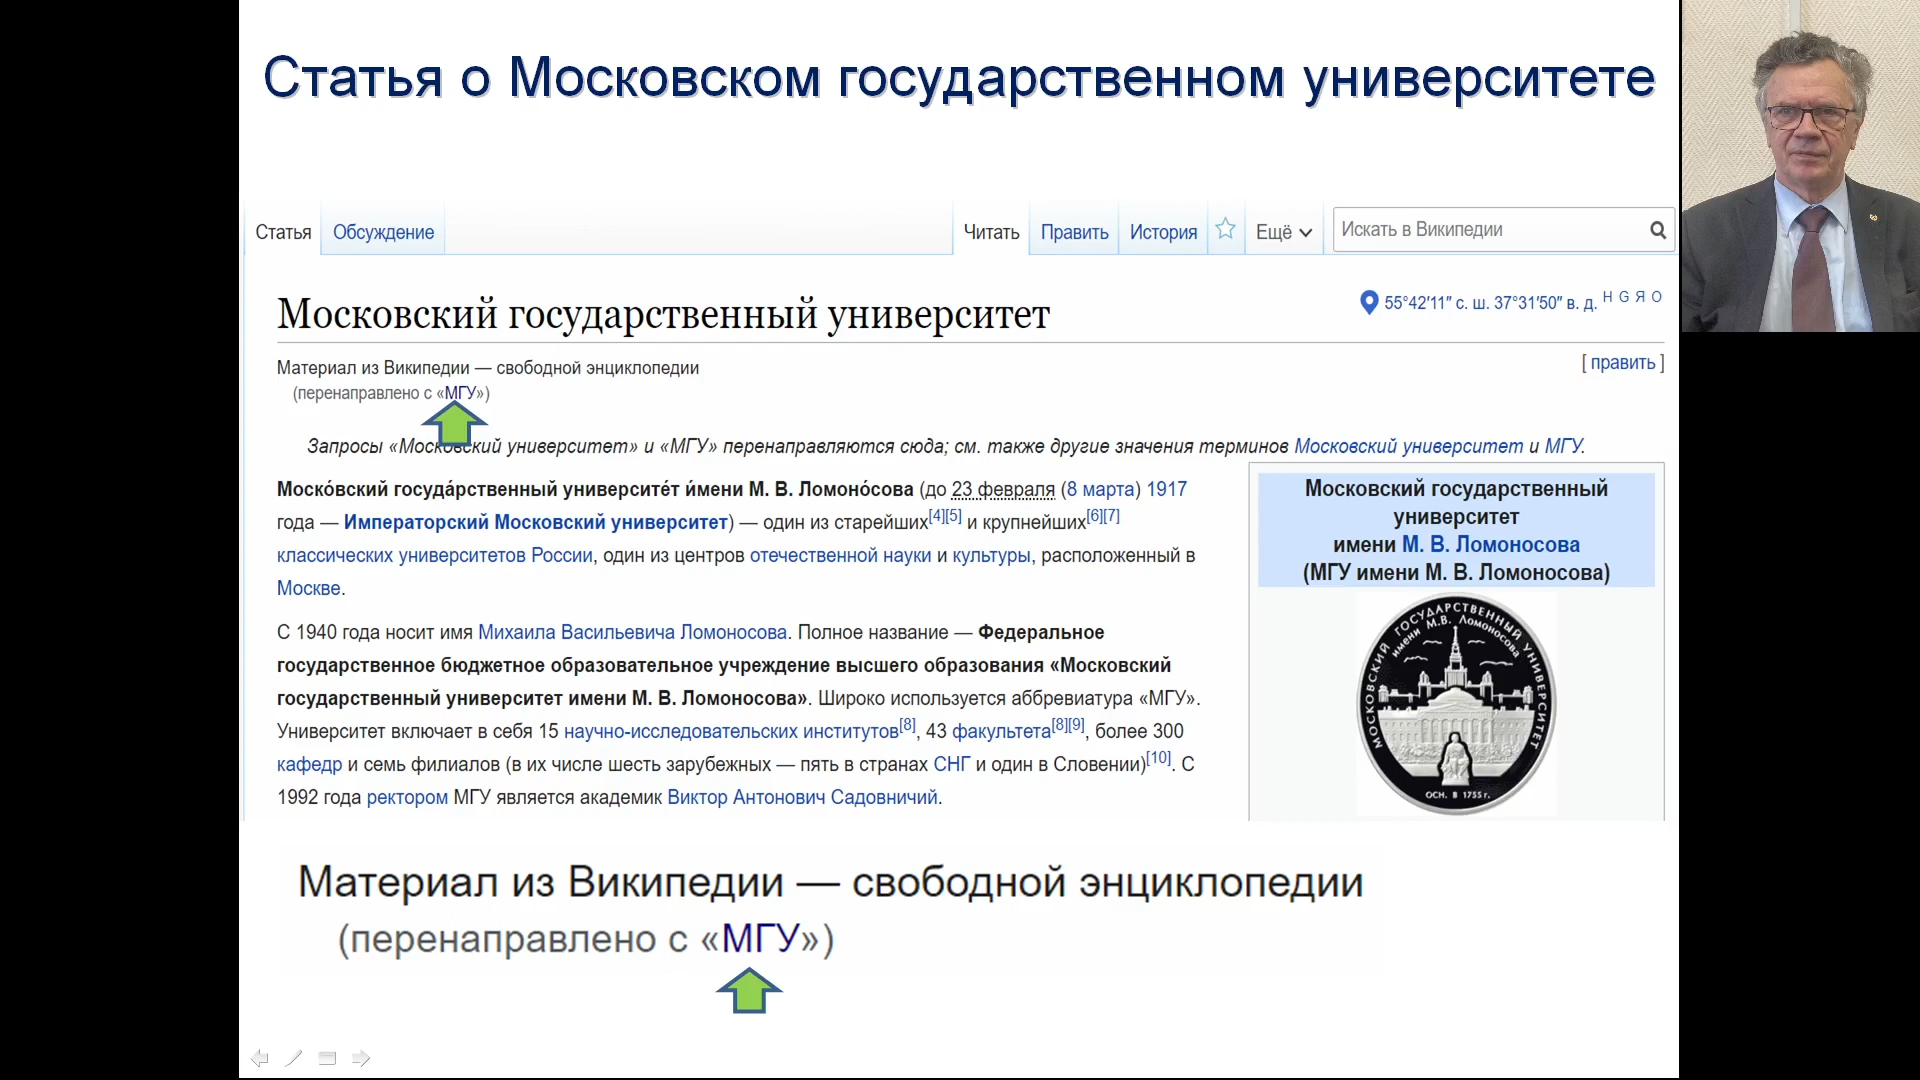 Статья о Московском государственном университете
Статья
Обсуждение
Читать
Править
История
Ещё
Искать в Википедии
Московский государственный университет
55°42′11″ с. ш. 37°31′50″ в. д.
H G Я O
Материал из Википедии — свободной энциклопедии
[ править ]
(перенаправлено с «МГУ»)
Запросы «Московский университет» и «МГУ» перенаправляются сюда; см. также другие значения терминов Московский университет и МГУ.
Моско́вский госуда́рственный университе́т и́мени М. В. Ломоно́сова (до 23 февраля (8 марта) 1917
года — Императорский Московский университет) — один из старейших[4][5] и крупнейших[6][7]
классических университетов России, один из центров отечественной науки и культуры, расположенный в
Москве.
С 1940 года носит имя Михаила Васильевича Ломоносова. Полное название — Федеральное
государственное бюджетное образовательное учреждение высшего образования «Московский
государственный университет имени М. В. Ломоносова». Широко используется аббревиатура «МГУ».
Университет включает в себя 15 научно-исследовательских институтов[8], 43 факультета[8][9], более 300
кафедр и семь филиалов (в их числе шесть зарубежных — пять в странах СНГ и один в Словении)[10]. С
1992 года ректором МГУ является академик Виктор Антонович Садовничий.
Московский государственный
университет
имени М. В. Ломоносова
(МГУ имени М. В. Ломоносова)
МОСКОВСКИЙ ГОСУДАРСТВЕННЫЙ УНИВЕРСИТЕТ
имени М.В. Ломоносова
ОСН. В 1755 г.
Материал из Википедии — свободной энциклопедии
(перенаправлено с «МГУ»)